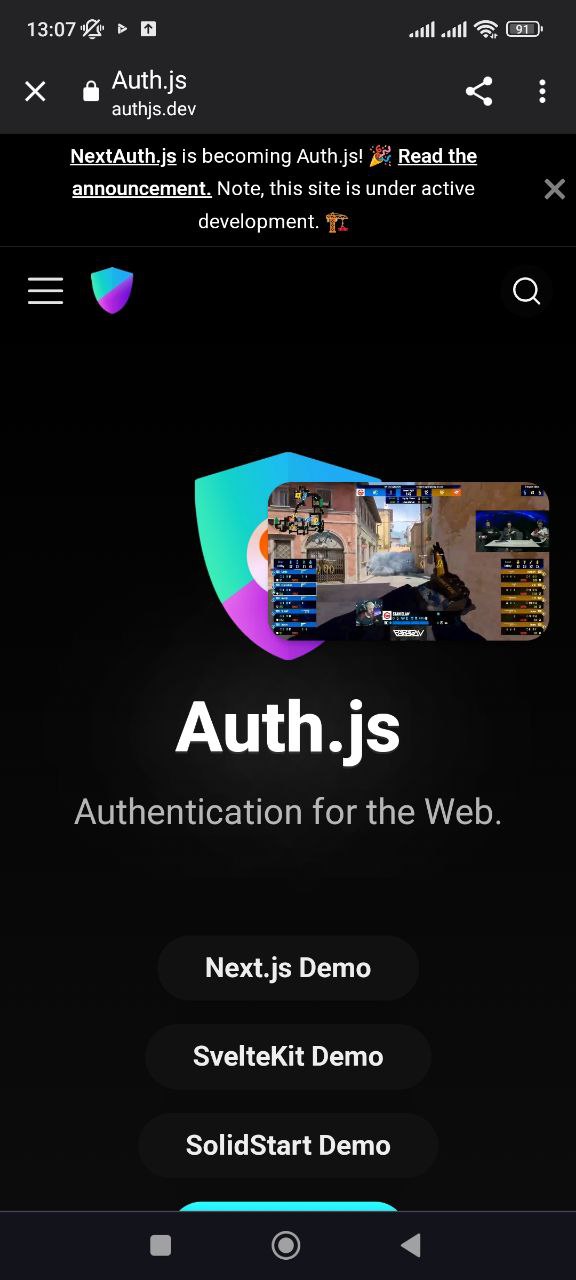 13:07
91
Auth.js
authjs.dev
NextAuth.js is becoming Auth.js! 🎉 Read the
announcement. Note, this site is under active
development. 🏗️
Auth.js
Authentication for the Web.
Next.js Demo
SvelteKit Demo
SolidStart Demo